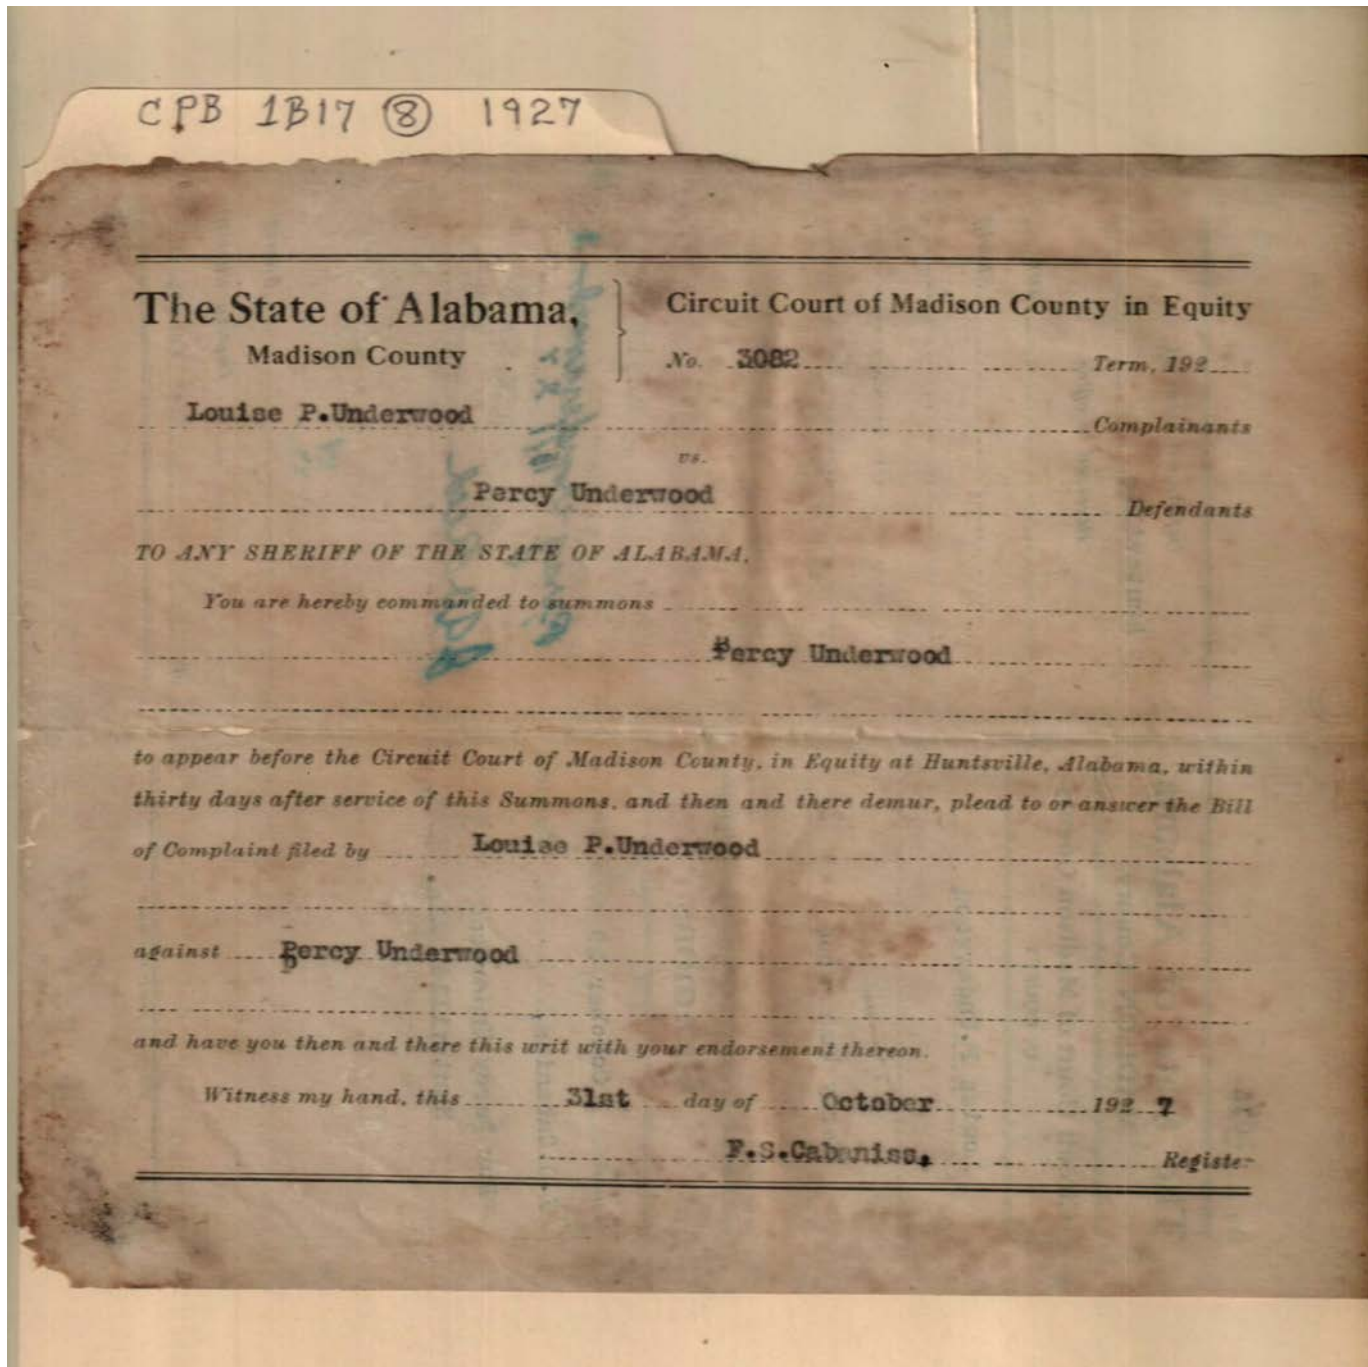 CPB 1B17 8 1927
The State of Alabama, Circuit Court of Madison County in Equity
Madison County No. 3082 Term, 192
Louise P.Underwood Complainants
vs.
Percy Underwood Defendants
TO ANY SHERIFF OF THE STATE OF ALABAMA,
You are hereby commanded to summons
Percy Underwood
to appear before the Circuit Court of Madison County, in Equity at Huntsville, Alabama, within
thirty days after service of this Summons, and then and there demur, plead to or answer the Bill
of Complaint filed by Louise P.Underwood
against Percy Underwood
and have you then and there this writ with your endorsement thereon.
Witness my hand, this 31st day of October 192 7
F.S.Cabaniss. Register